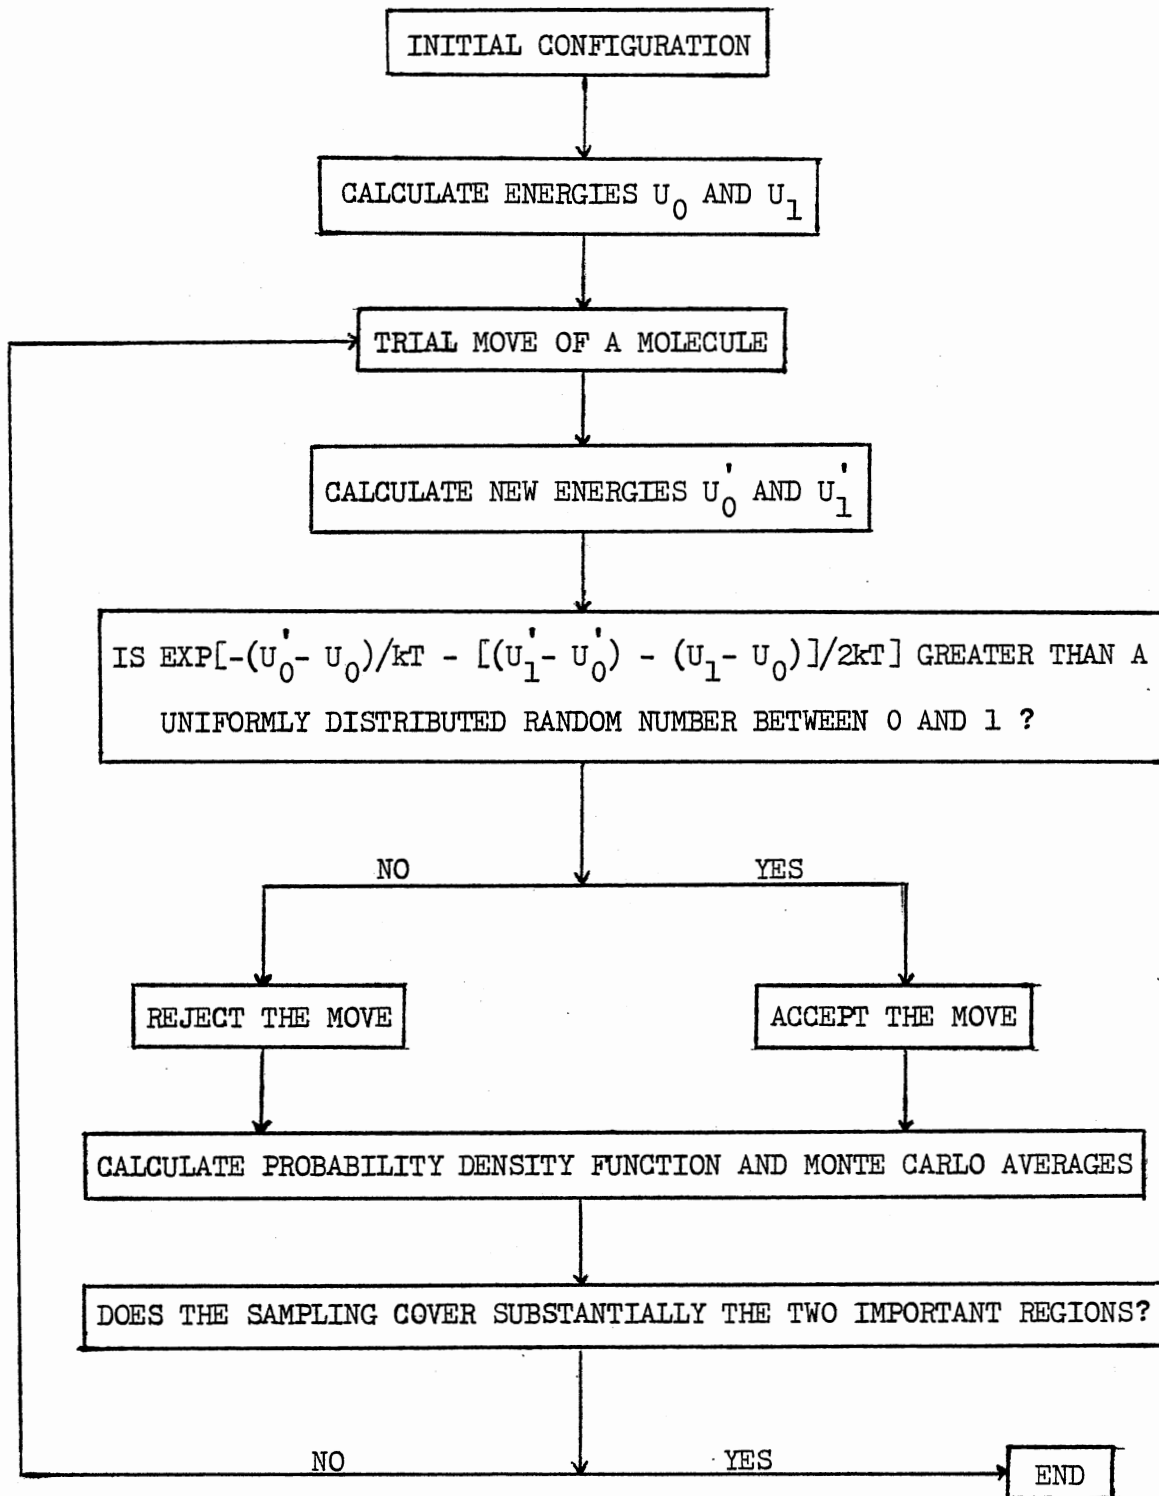 INITIAL CONFIGURATION
CALCULATE ENERGIES U₀ AND U₁
TRIAL MOVE OF A MOLECULE
CALCULATE NEW ENERGIES U₀' AND U₁'
IS EXP[-(U₀'- U₀)/kT - [(U₁'- U₀') - (U₁- U₀)]/2kT] GREATER THAN A
UNIFORMLY DISTRIBUTED RANDOM NUMBER BETWEEN 0 AND 1 ?
NO YES
REJECT THE MOVE ACCEPT THE MOVE
CALCULATE PROBABILITY DENSITY FUNCTION AND MONTE CARLO AVERAGES
DOES THE SAMPLING COVER SUBSTANTIALLY THE TWO IMPORTANT REGIONS?
NO YES
END